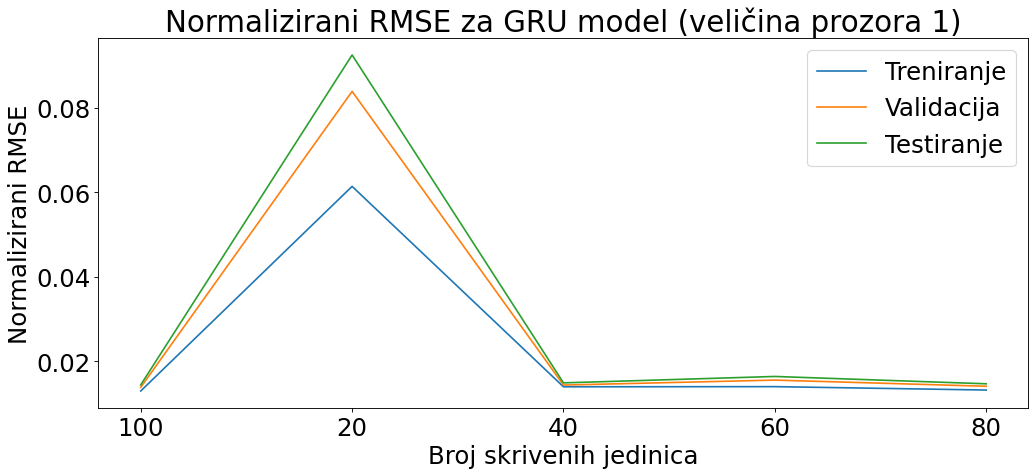 Normalizirani RMSE za GRU model (veličina prozora 1)
Treniranje
Validacija
Testiranje
Normalizirani RMSE
0.08
0.06
0.04
0.02
100 20 40 60 80
Broj skrivenih jedinica